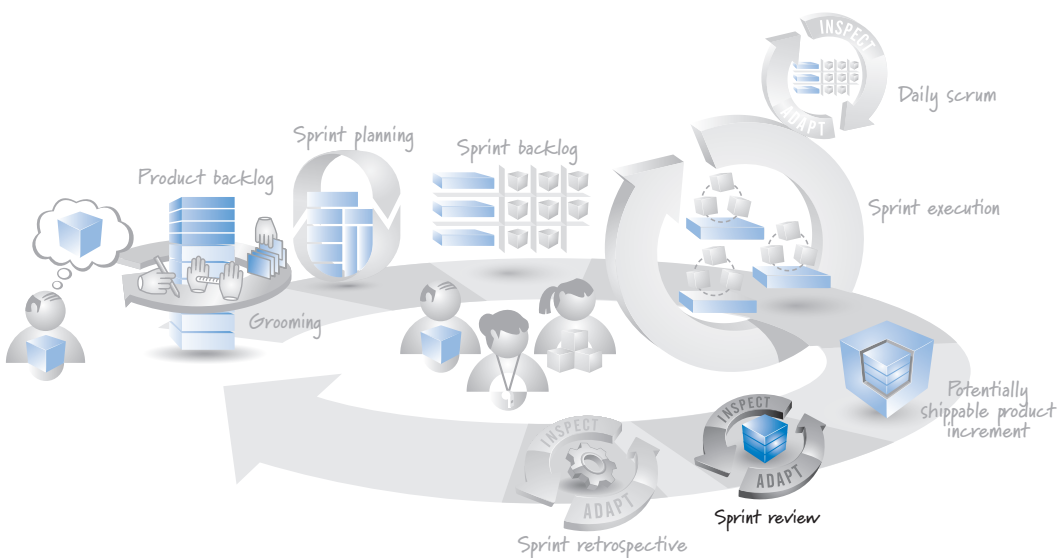 INSPECT
ADAPT
Daily scrum
Sprint planning
Sprint backlog
Product backlog
Sprint execution
Grooming
Potentially
shippable product
increment
INSPECT
ADAPT
Sprint review
INSPECT
ADAPT
Sprint retrospective